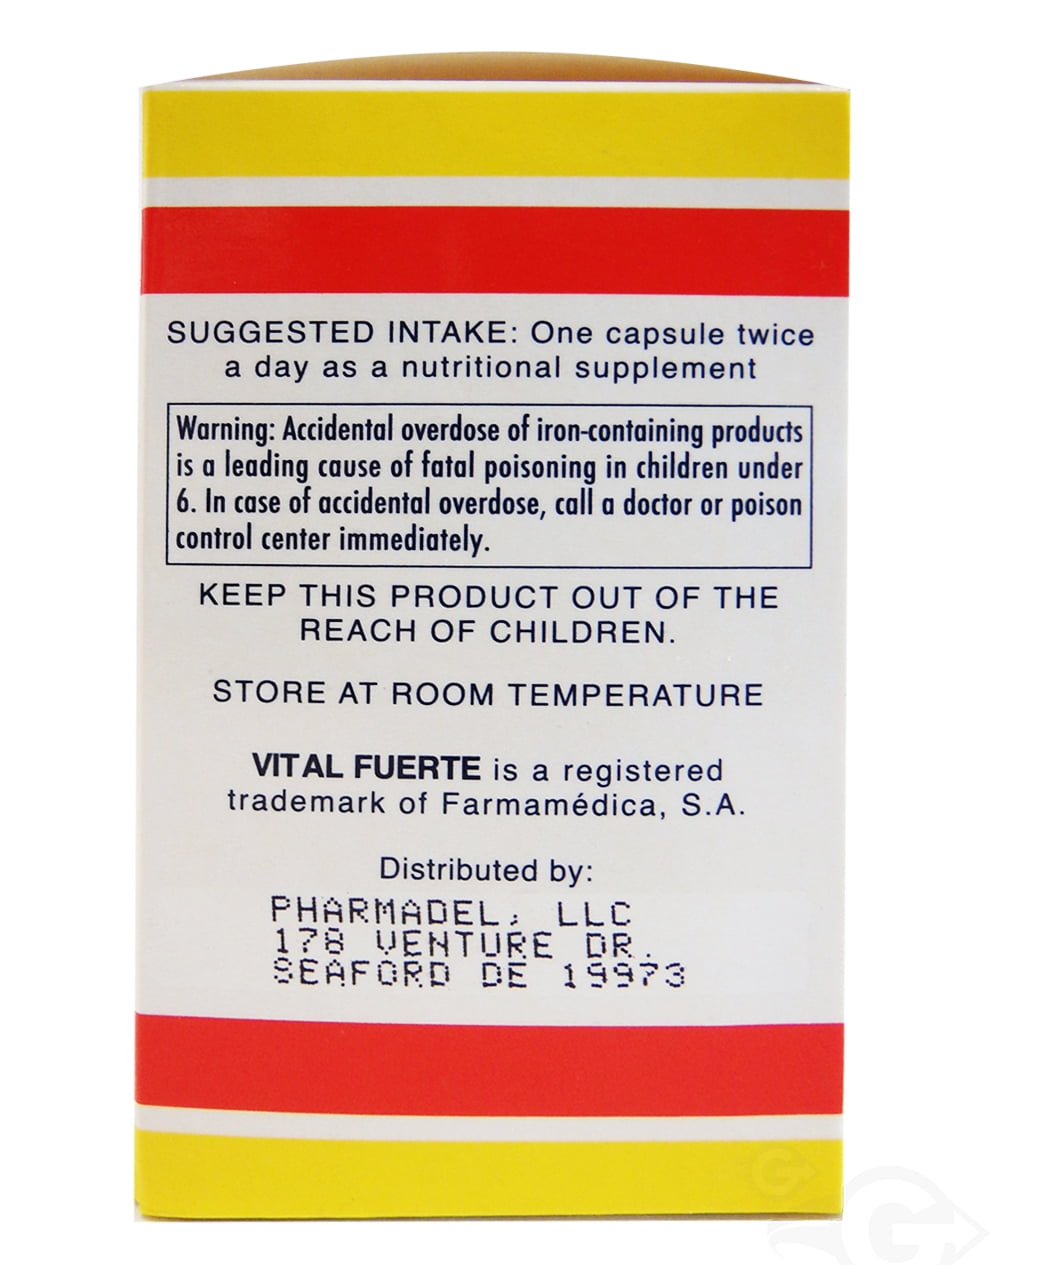 SUGGESTED INTAKE: One capsule twice
a day as a nutritional supplement
Warning: Accidental overdose of iron-containing products
is a leading cause of fatal poisoning in children under
6. In case of accidental overdose, call a doctor or poison
control center immediately.
KEEP THIS PRODUCT OUT OF THE
REACH OF CHILDREN.
STORE AT ROOM TEMPERATURE
VITAL FUERTE is a registered
trademark of Farmamédica, S.A.
Distributed by:
PHARMADEL, LLC
178 VENTURE DR.
SEAFORD DE 19973
G
G